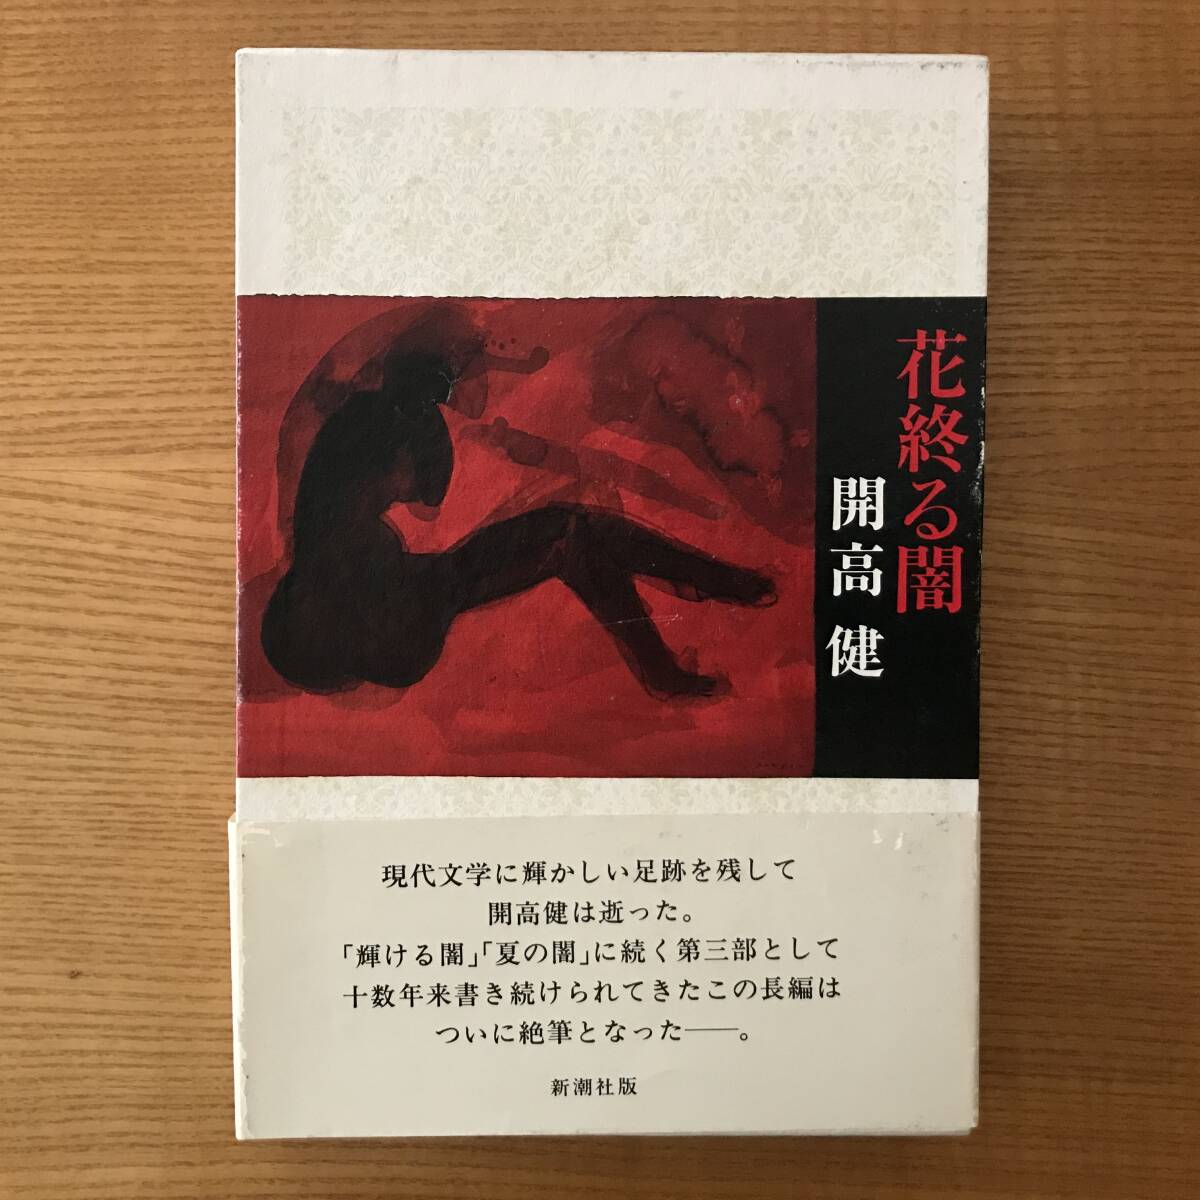 花終る闇
開高健
現代文学に輝かしい足跡を残して
開高健は逝った。
「輝ける闇」「夏の闇」に続く第三部として
十数年来書き続けられてきたこの長編は
ついに絶筆となった――。
新潮社版